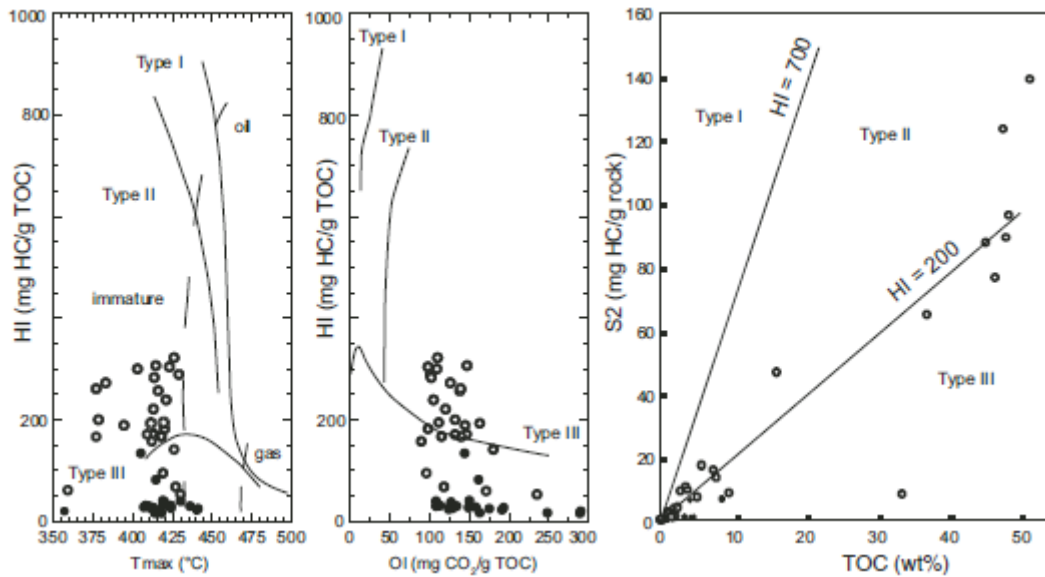 1000
800
200
0
HI (mg HC/g TOC)
Type I
oil
Type II
immature
Type III
gas
350
400
425
450
475
500
Tmax (°C)
1000
800
200
0
HI (mg HC/g TOC)
Type I
Type II
Type III
0
50
100
150
200
250
300
OI (mg CO2/g TOC)
160
140
120
100
80
60
40
20
0
S2 (mg HC/g rock)
Type I
HI = 700
Type II
HI = 200
Type III
0
10
20
30
40
50
TOC (wt%)